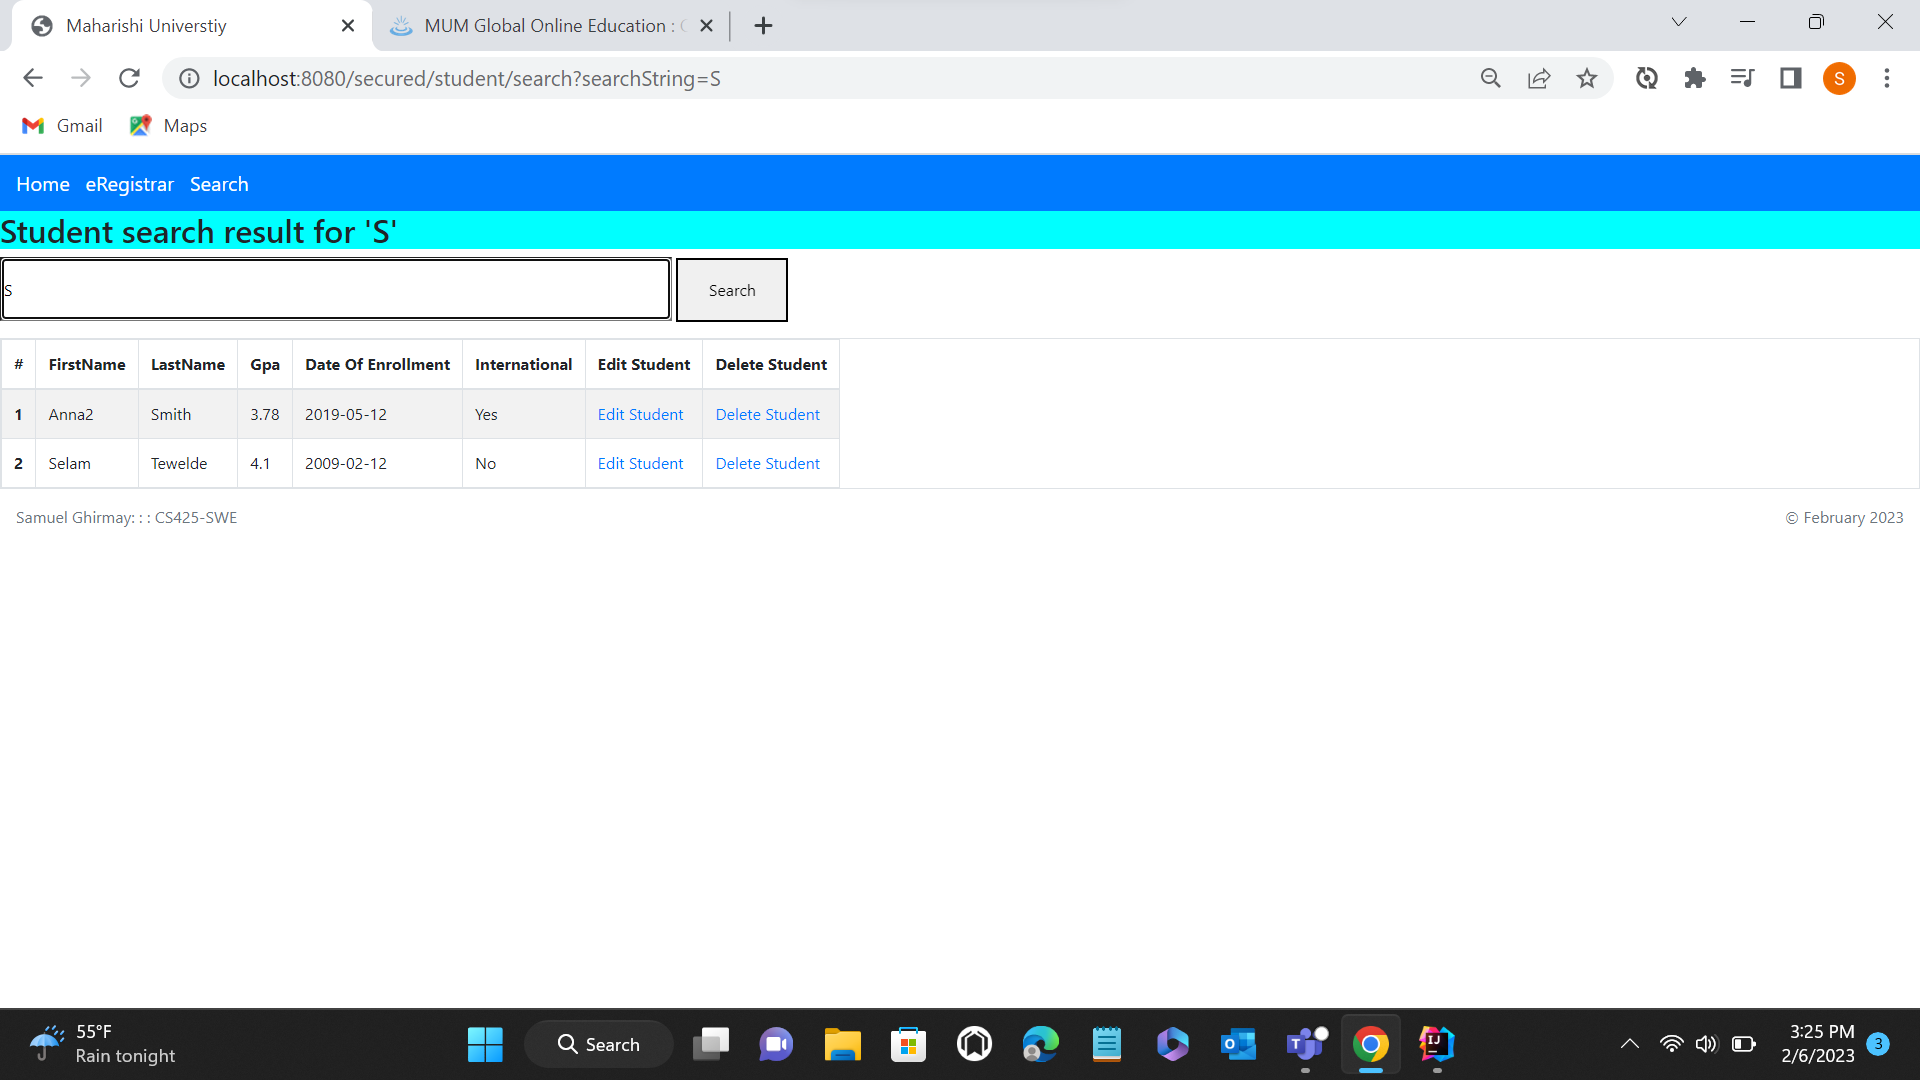 Maharishi Universtiy
MUM Global Online Education :
localhost:8080/secured/student/search?searchString=S
S
Gmail
Maps
Home eRegistrar Search
Student search result for 'S'
S
Search
# FirstName LastName Gpa Date Of Enrollment International Edit Student Delete Student
1 Anna2 Smith 3.78 2019-05-12 Yes Edit Student Delete Student
2 Selam Tewelde 4.1 2009-02-12 No Edit Student Delete Student
Samuel Ghirmay: : : CS425-SWE
© February 2023
55°F
Rain tonight
Search
3:25 PM
2/6/2023
3